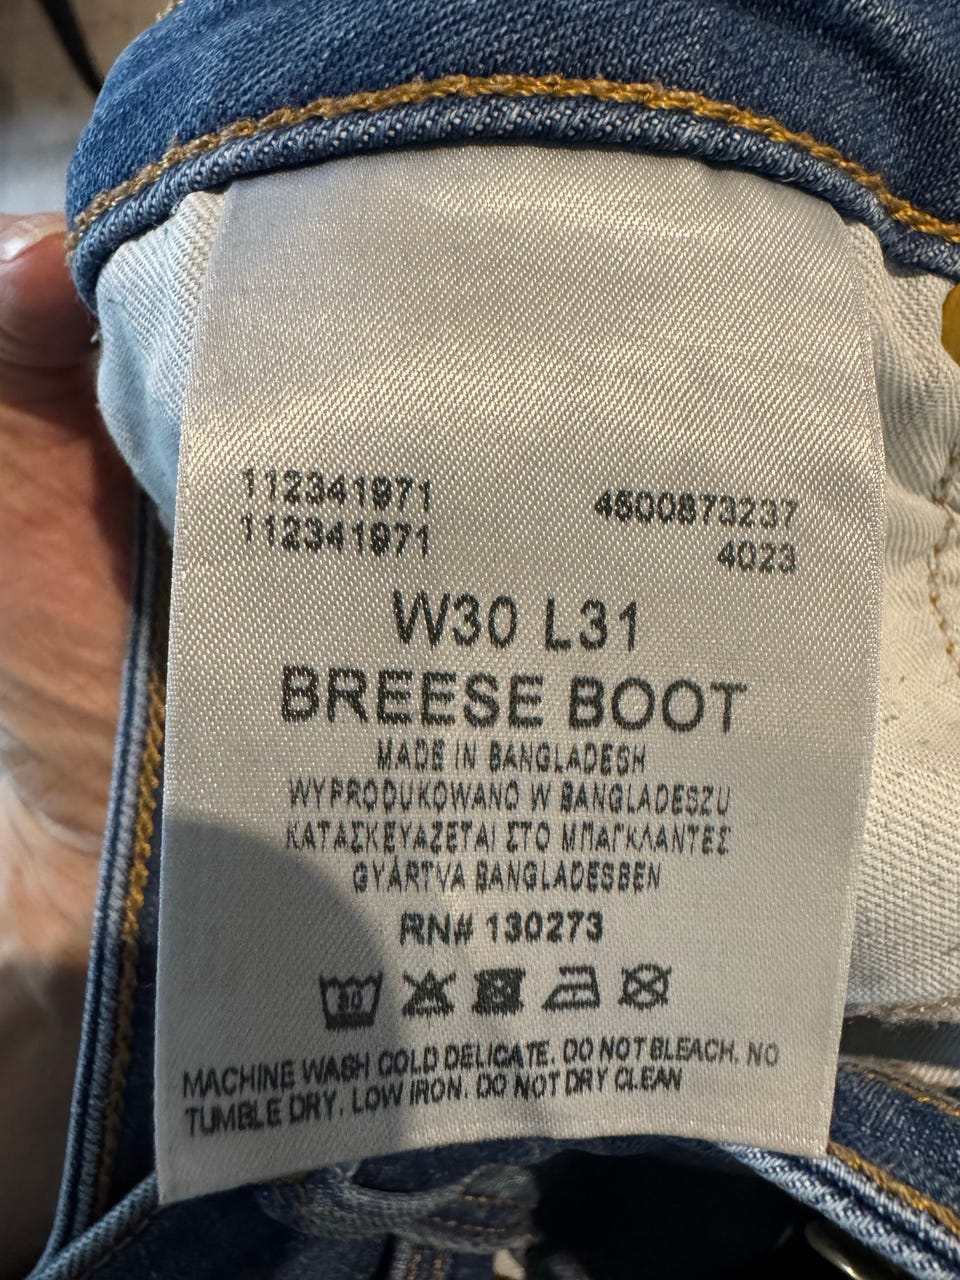 112341971
4500873237
112341971
4023
W30 L31
BREESE BOOT
MADE IN BANGLADESH
WYPRODUKOWANO W BANGLADESZU
ΚΑΤΑΣΚΕΥΑΖΕΤΑΙ ΣΤΟ ΜΠΑΓΚΛΑΝΤΕΣ
GYÁRTVA BANGLADESBEN
RN# 130273
30
MACHINE WASH COLD DELICATE. DO NOT BLEACH. NO
TUMBLE DRY. LOW IRON. DO NOT DRY CLEAN